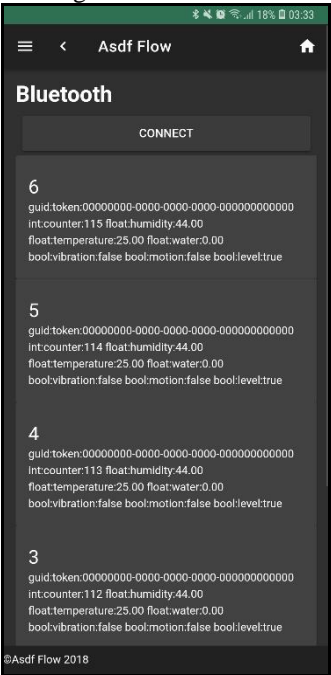 18% 03:33
Asdf Flow
Bluetooth
CONNECT
6
guid:token:00000000-0000-0000-0000-000000000000
int:counter:115 float:humidity:44.00
float:temperature:25.00 float:water:0.00
bool:vibration:false bool:motion:false bool:level:true
5
guid:token:00000000-0000-0000-0000-000000000000
int:counter:114 float:humidity:44.00
float:temperature:25.00 float:water:0.00
bool:vibration:false bool:motion:false bool:level:true
4
guid:token:00000000-0000-0000-0000-000000000000
int:counter:113 float:humidity:44.00
float:temperature:25.00 float:water:0.00
bool:vibration:false bool:motion:false bool:level:true
3
guid:token:00000000-0000-0000-0000-000000000000
int:counter:112 float:humidity:44.00
float:temperature:25.00 float:water:0.00
bool:vibration:false bool:motion:false bool:level:true
©Asdf Flow 2018